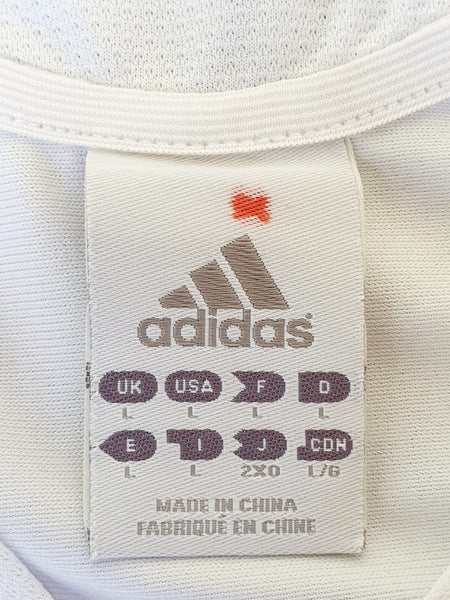 adidas®
UK USA F D
L L L L
E I J CDN
L L 2XO L/G
MADE IN CHINA
FABRIQUÉ EN CHINE